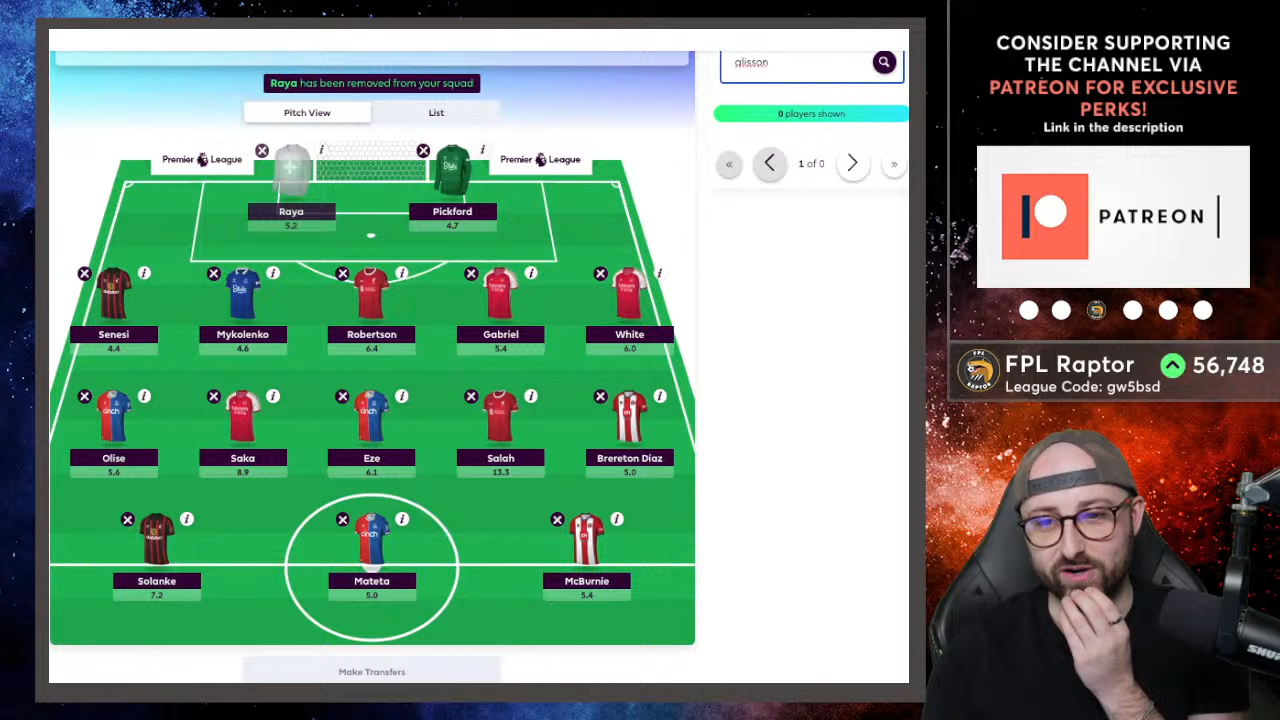 Raya has been removed from your squad
Pitch View
List
alisson
0 players shown
1 of 0
Premier League
Premier League
Raya
5.2
Pickford
4.7
Senesi
4.4
Mykolenko
4.6
Robertson
6.4
Gabriel
5.4
White
6.0
Olise
5.6
Saka
8.9
Eze
6.1
Salah
13.3
Brereton Díaz
5.0
Solanke
7.2
Mateta
5.0
McBurnie
5.4
Make Transfers
CONSIDER SUPPORTING
THE CHANNEL VIA
PATREON FOR EXCLUSIVE
PERKS!
Link in the description
PATREON
FPL Raptor
56,748
League Code: gw5bsd
cinch
cinch
cinch